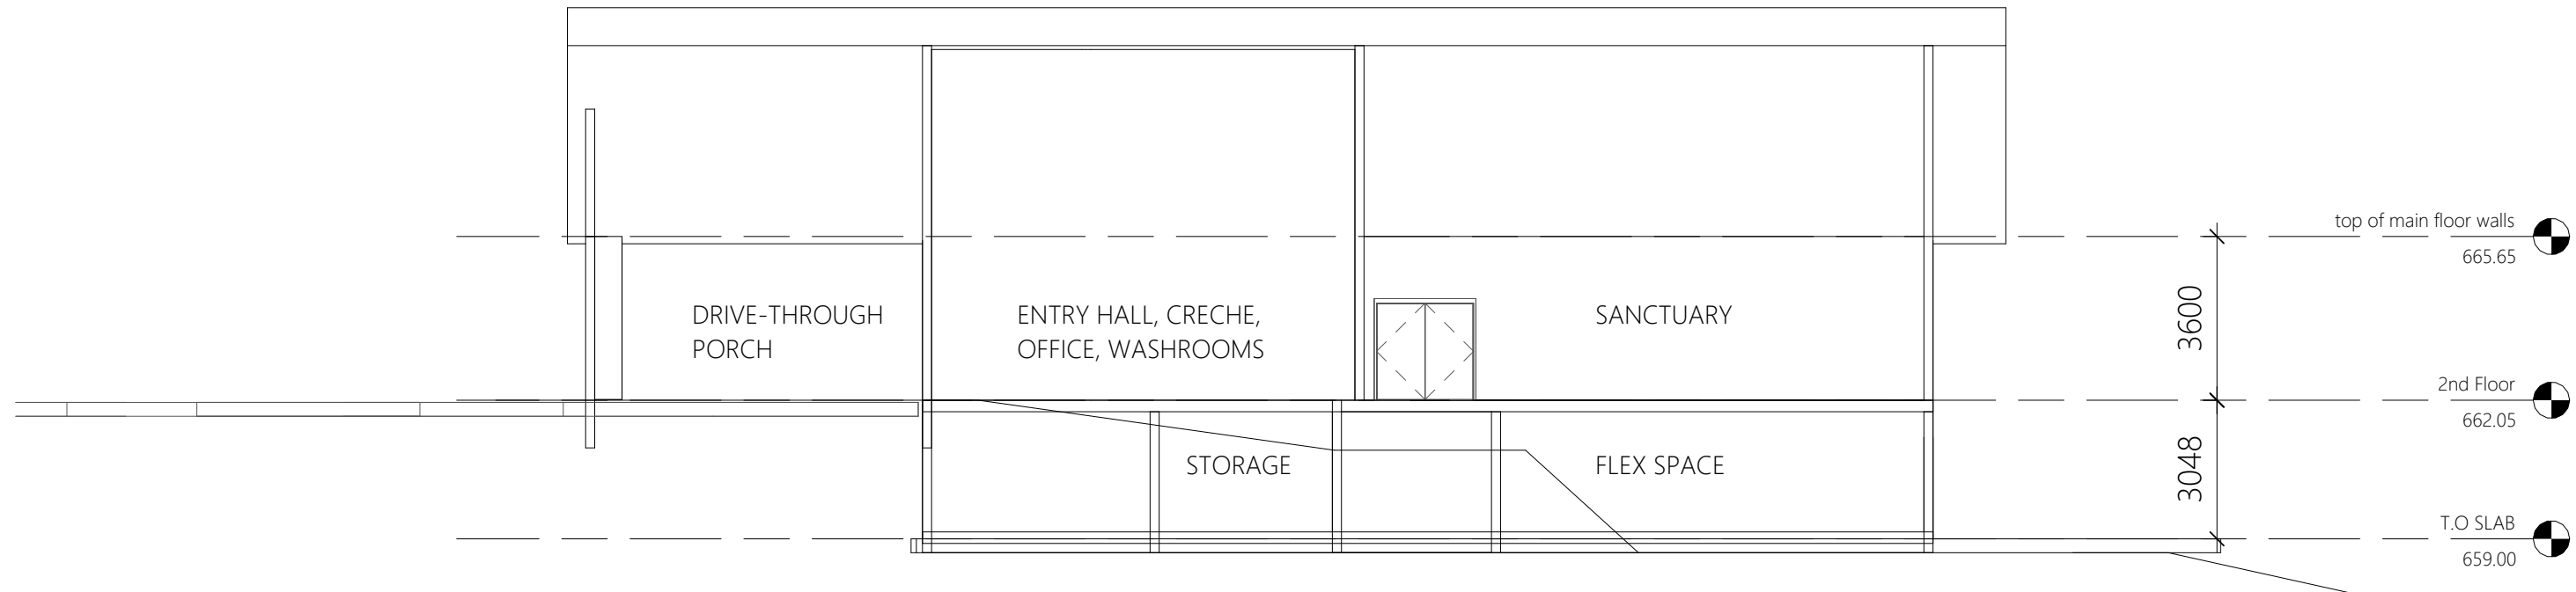 top of main floor walls
665.65
DRIVE-THROUGH
PORCH
ENTRY HALL, CRECHE,
OFFICE, WASHROOMS
SANCTUARY
3600
2nd Floor
662.05
STORAGE
FLEX SPACE
3048
T.O SLAB
659.00